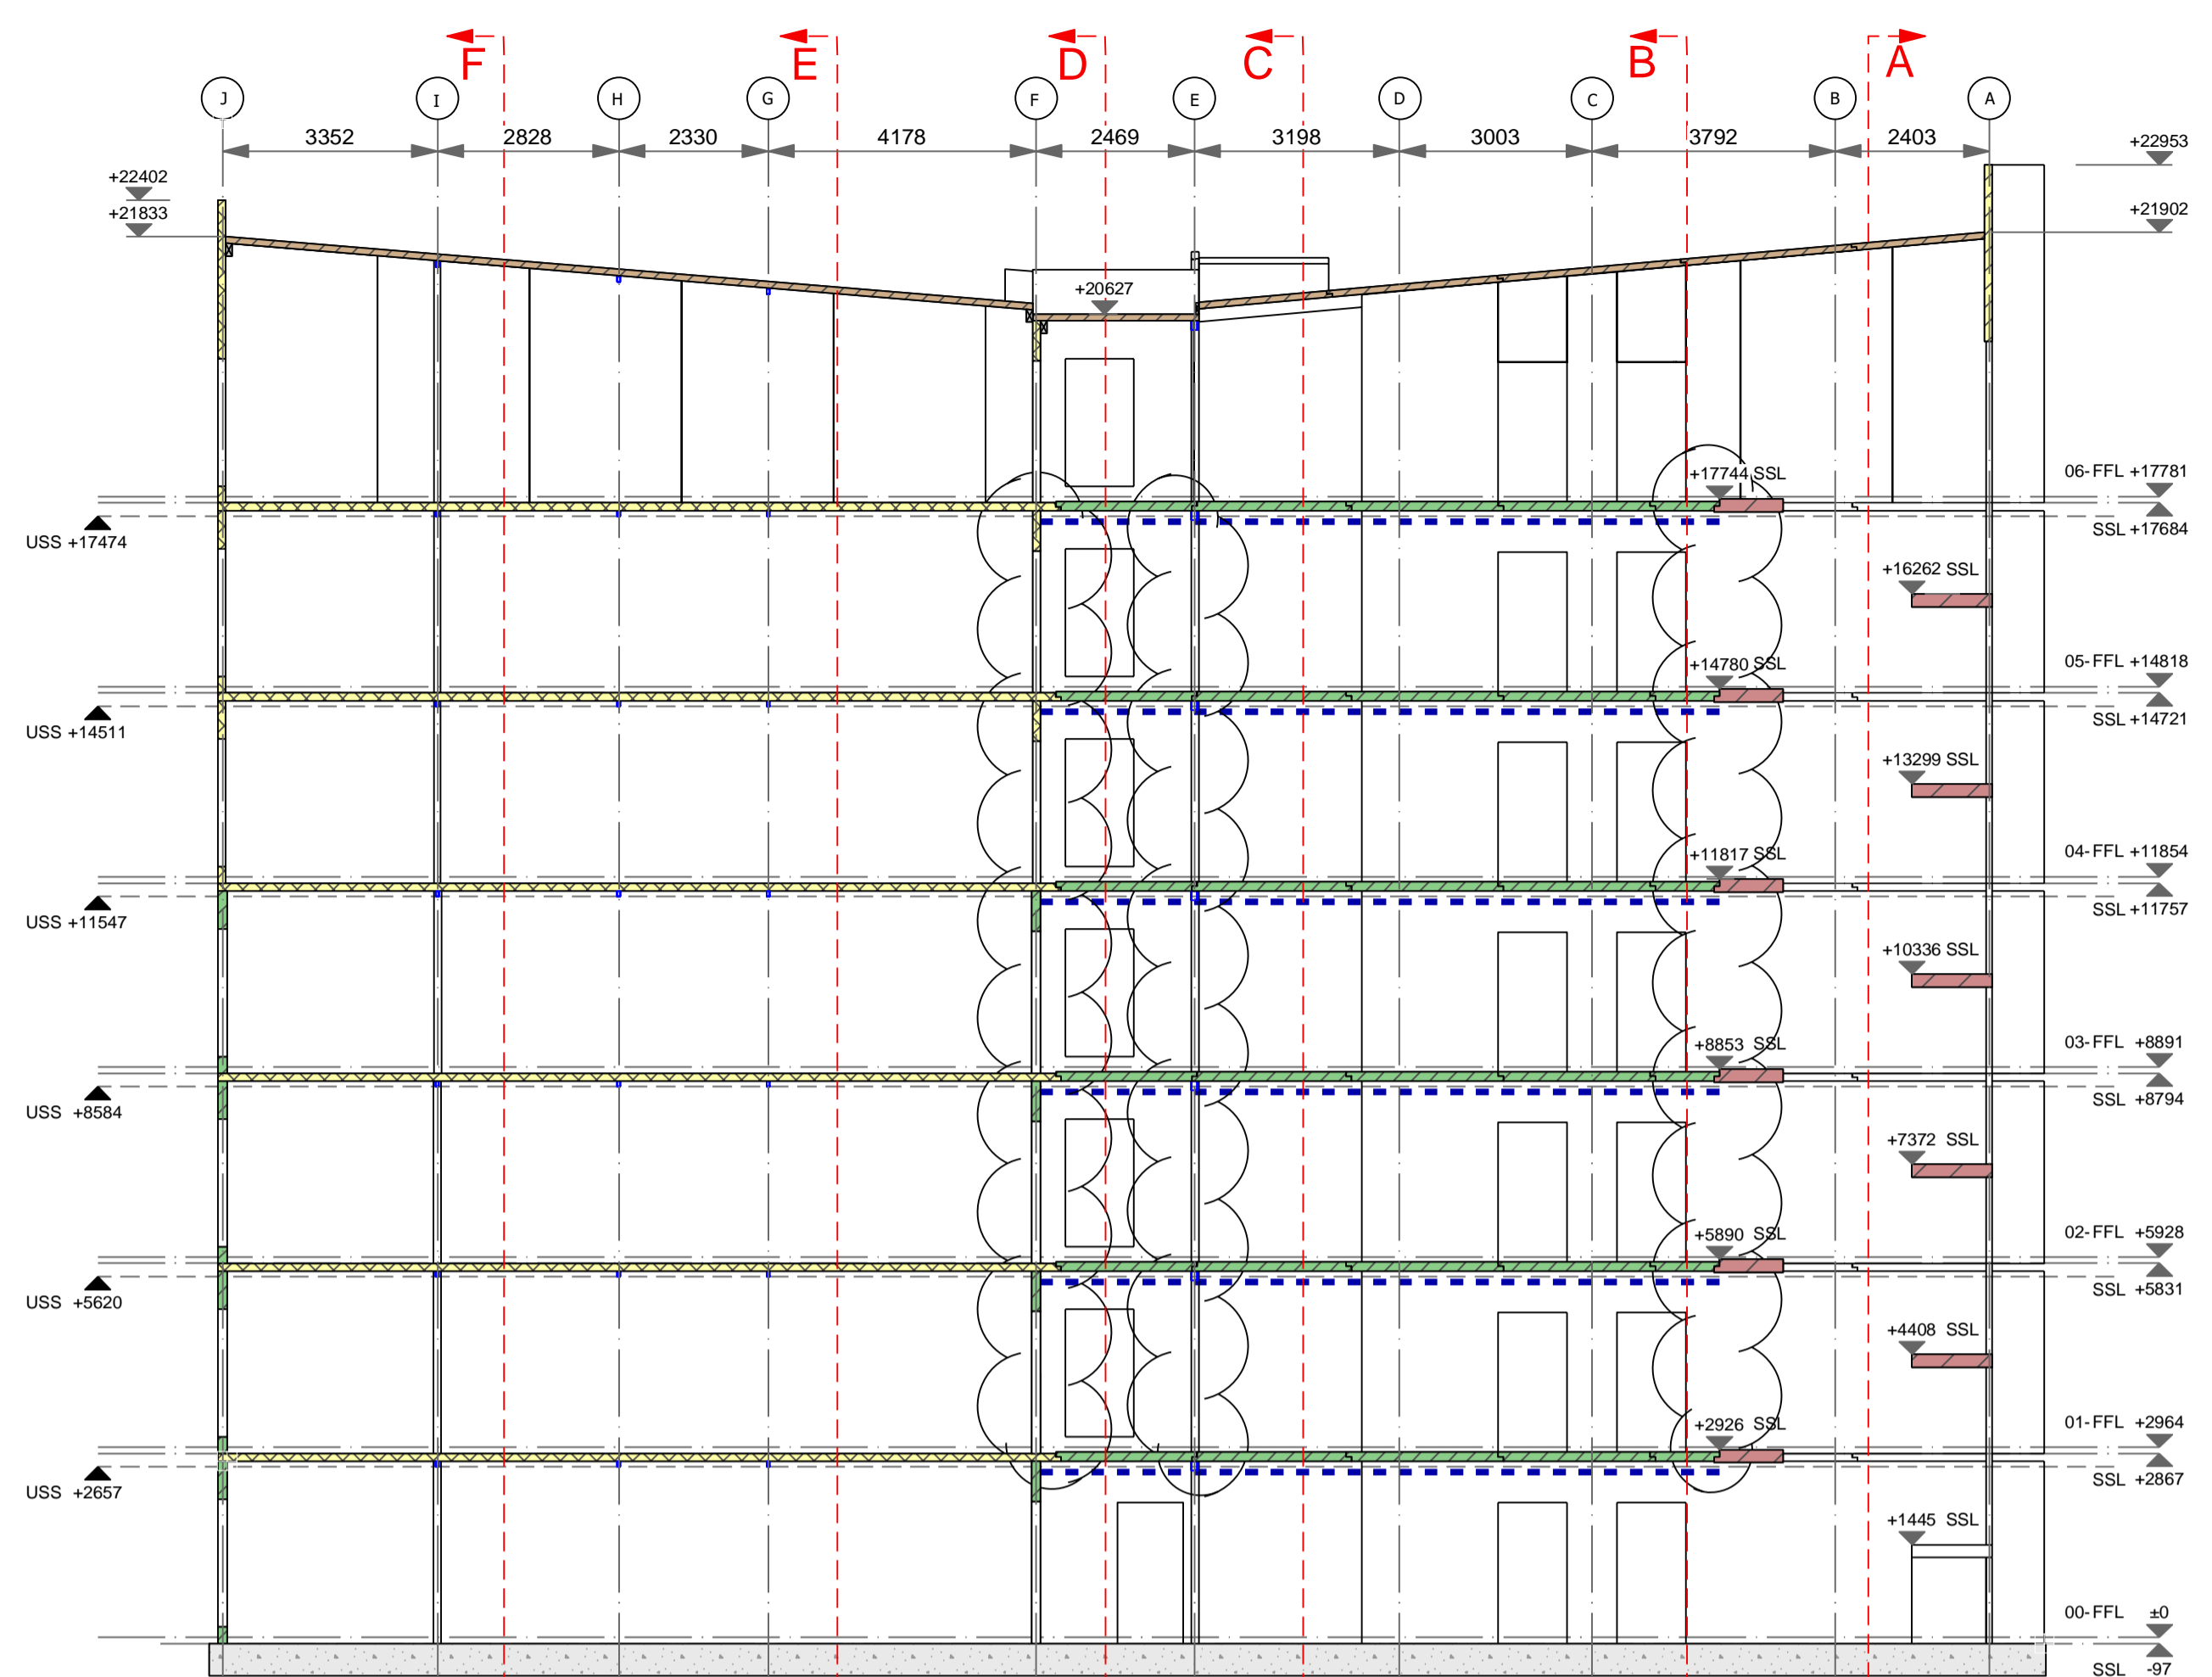 F E D C B A
J I H G F E D C B A
3352 2828 2330 4178 2469 3198 3003 3792 2403
+22953
+22402
+21902
+21833
+20627
06-FFL +17781
+17744 SSL
SSL +17684
USS +17474
+16262 SSL
05-FFL +14818
+14780 SSL
SSL +14721
USS +14511
+13299 SSL
04-FFL +11854
+11817 SSL
SSL +11757
USS +11547
+10336 SSL
03-FFL +8891
+8853 SSL
SSL +8794
USS +8584
+7372 SSL
02-FFL +5928
+5890 SSL
SSL +5831
USS +5620
+4408 SSL
01-FFL +2964
+2926 SSL
SSL +2867
USS +2657
+1445 SSL
00-FFL ±0
SSL -97